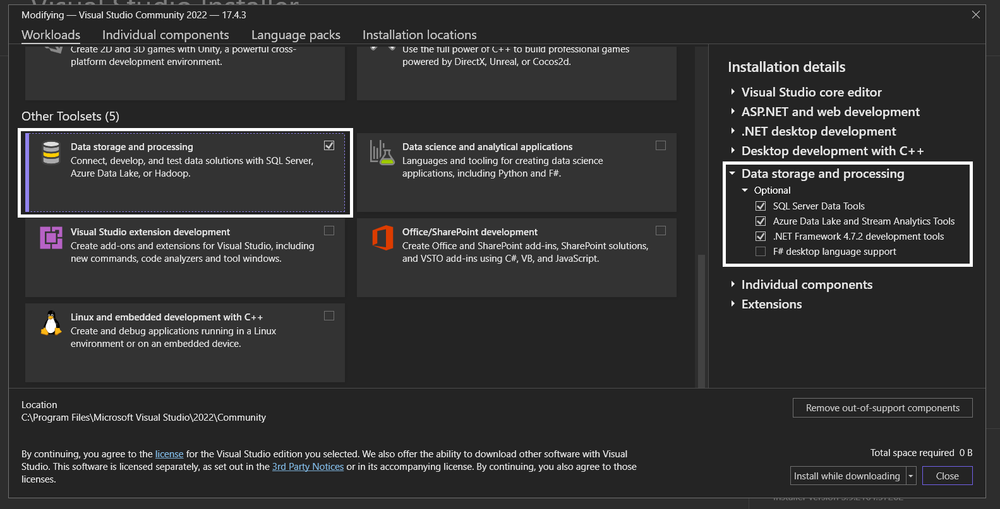 Visual Studio Installer
Modifying — Visual Studio Community 2022 — 17.4.3
Workloads
Individual components
Language packs
Installation locations
Create 2D and 3D games with Unity, a powerful cross-
platform development environment.
Use the full power of C++ to build professional games
powered by DirectX, Unreal, or Cocos2d.
Other Toolsets (5)
Data storage and processing
Connect, develop, and test data solutions with SQL Server,
Azure Data Lake, or Hadoop.
Data science and analytical applications
Languages and tooling for creating data science
applications, including Python and F#.
Visual Studio extension development
Create add-ons and extensions for Visual Studio, including
new commands, code analyzers and tool windows.
Office/SharePoint development
Create Office and SharePoint add-ins, SharePoint solutions,
and VSTO add-ins using C#, VB, and JavaScript.
Linux and embedded development with C++
Create and debug applications running in a Linux
environment or on an embedded device.
Installation details
Visual Studio core editor
ASP.NET and web development
.NET desktop development
Desktop development with C++
Data storage and processing
Optional
SQL Server Data Tools
Azure Data Lake and Stream Analytics Tools
.NET Framework 4.7.2 development tools
F# desktop language support
Individual components
Extensions
Location
C:\Program Files\Microsoft Visual Studio\2022\Community
Remove out-of-support components
By continuing, you agree to the license for the Visual Studio edition you selected. We also offer the ability to download other software with Visual
Studio. This software is licensed separately, as set out in the 3rd Party Notices or in its accompanying license. By continuing, you also agree to those
licenses.
Total space required 0 B
Install while downloading
Close
Installer version